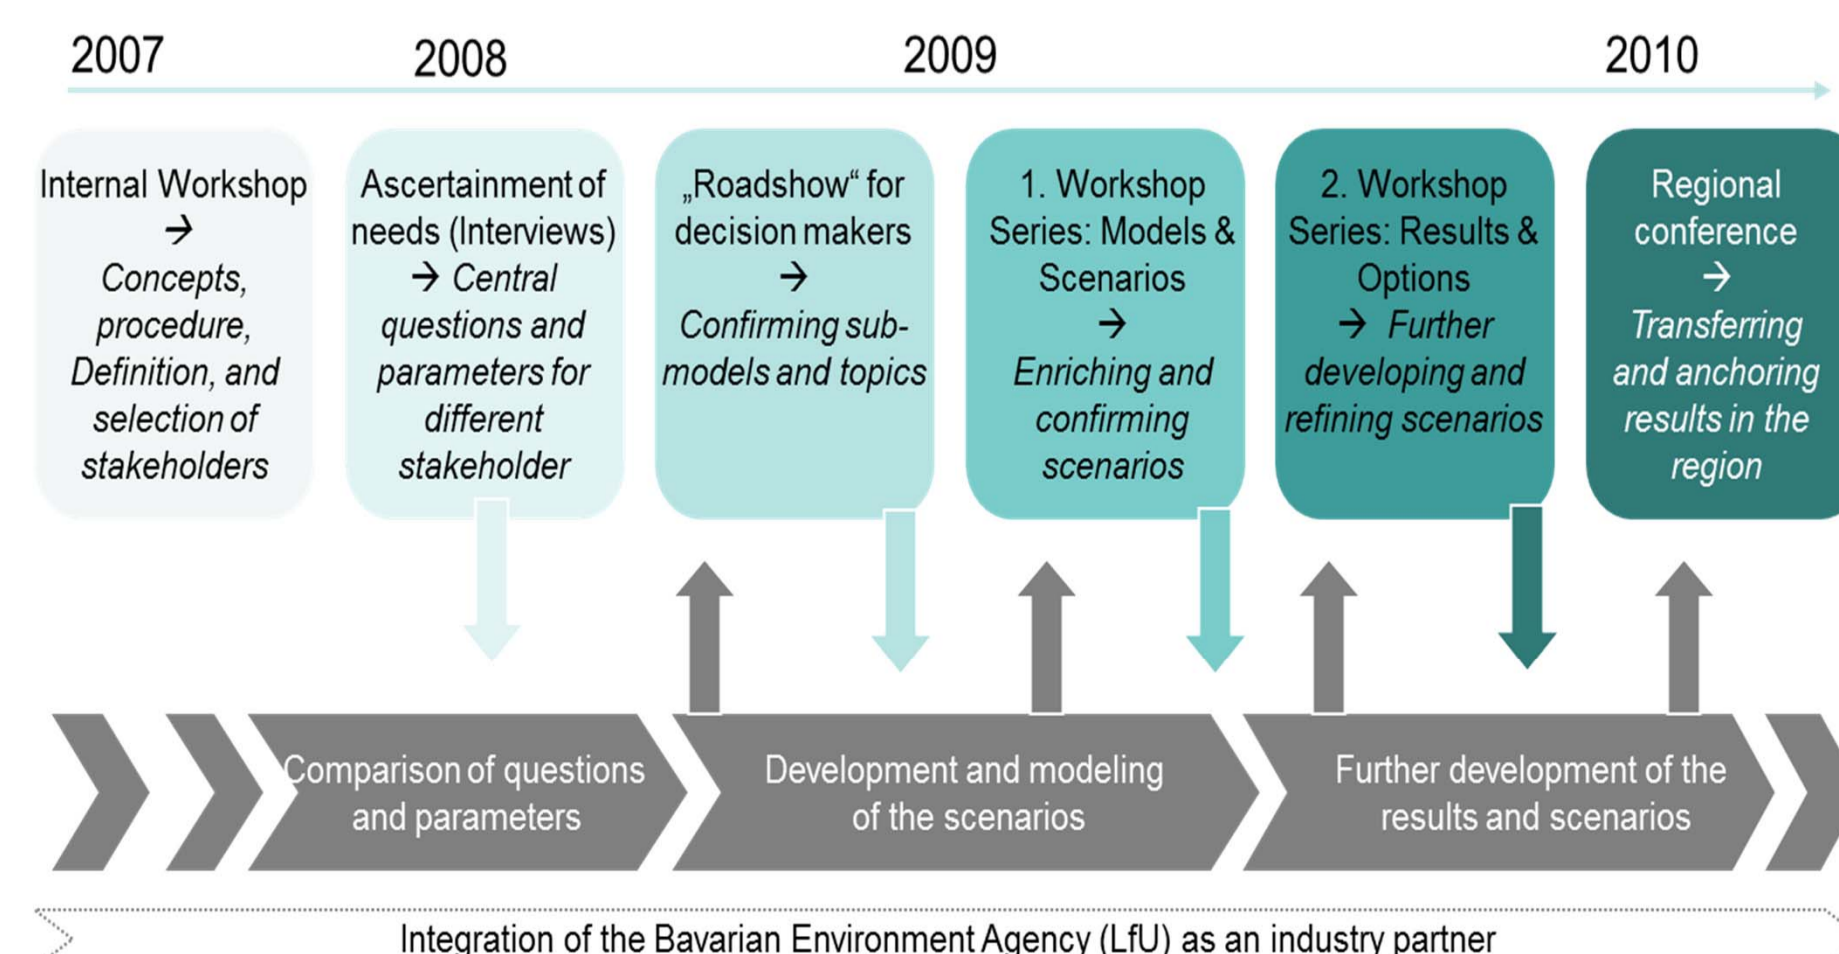 2007
2008
2009
2010
Internal Workshop
→
Concepts,
procedure,
Definition, and
selection of
stakeholders
Ascertainment of
needs (Interviews)
→ Central
questions and
parameters for
different
stakeholder
„Roadshow“ for
decision makers
→
Confirming sub-
models and topics
1. Workshop
Series: Models &
Scenarios
→
Enriching and
confirming
scenarios
2. Workshop
Series: Results &
Options
→ Further
developing and
refining scenarios
Regional
conference
→
Transferring
and anchoring
results in the
region
Comparison of questions
and parameters
Development and modeling
of the scenarios
Further development of the
results and scenarios
Integration of the Bavarian Environment Agency (LfU) as an industry partner